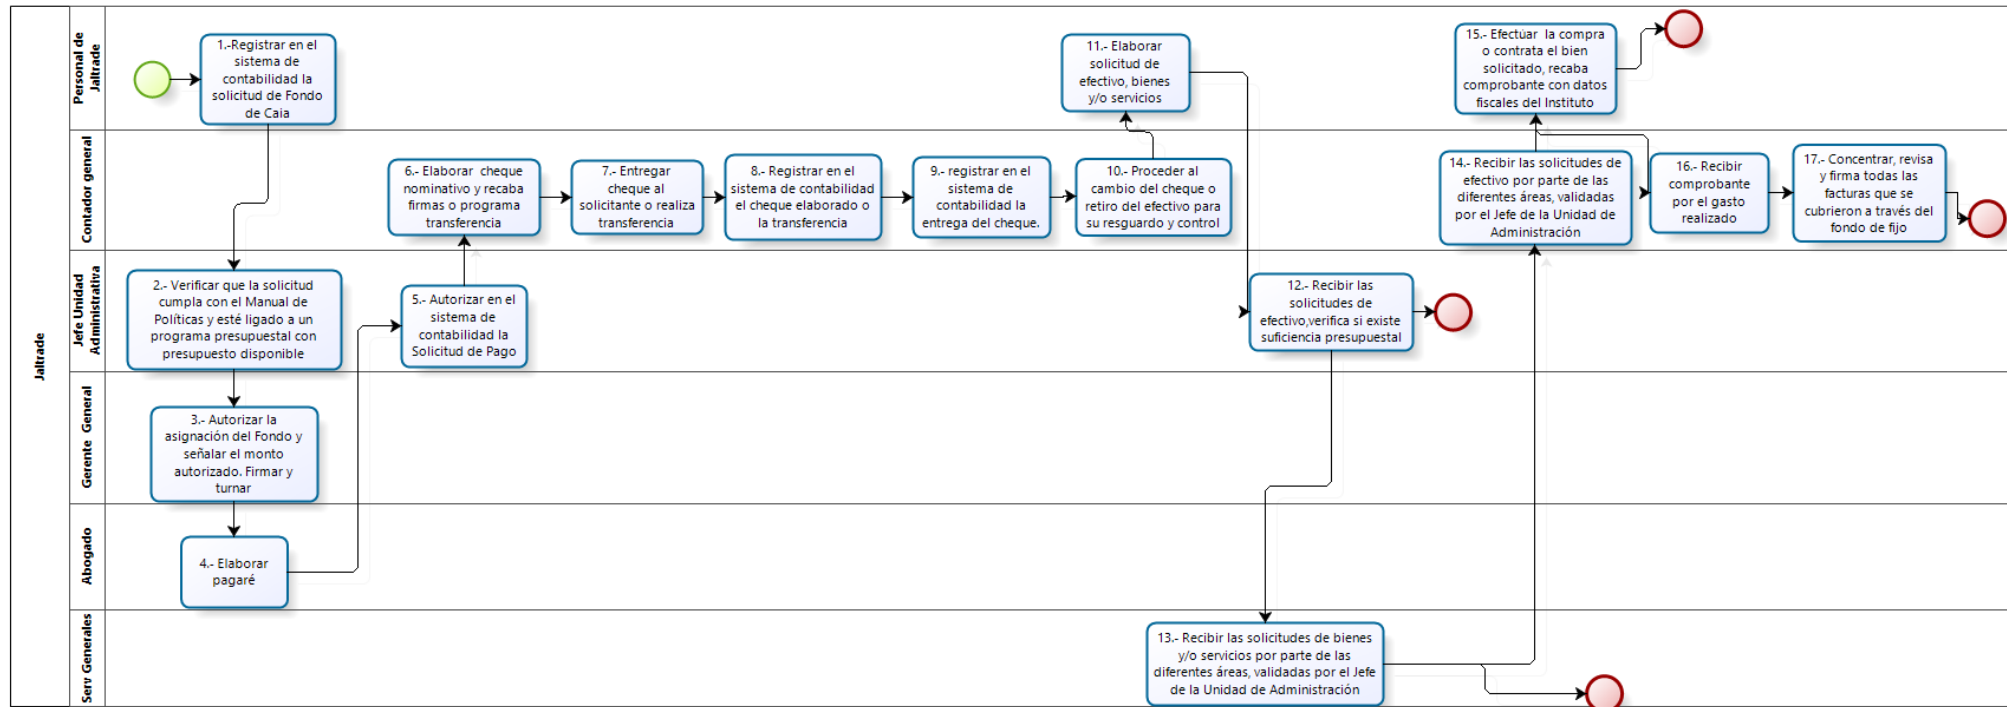 Jaltrade
Personal de
Jaltrade
1.-Registrar en el
sistema de
contabilidad la
solicitud de Fondo
de Caia
11.- Elaborar
solicitud de
efectivo, bienes
y/o servicios
15.- Efectúar la compra
o contrata el bien
solicitado, recaba
comprobante con datos
fiscales del Instituto
Contador general
6.- Elaborar cheque
nominativo y recaba
firmas o programa
transferencia
7.- Entregar
cheque al
solicitante o realiza
transferencia
8.- Registrar en el
sistema de contabilidad
el cheque elaborado o
la transferencia
9.- registrar en el
sistema de
contabilidad la
entrega del cheque.
10.- Proceder al
cambio del cheque o
retiro del efectivo para
su resguardo y control
14.- Recibir las solicitudes de
efectivo por parte de las
diferentes áreas, validadas
por el Jefe de la Unidad de
Administración
16.- Recibir
comprobante
por el gasto
realizado
17.- Concentrar, revisa
y firma todas las
facturas que se
cubrieron a través del
fondo de fijo
Jefe Unidad
Administrativa
2.- Verificar que la solicitud
cumpla con el Manual de
Políticas y esté ligado a un
programa presupuestal con
presupuesto disponible
5.- Autorizar en el
sistema de
contabilidad la
Solicitud de Pago
12.- Recibir las
solicitudes de
efectivo,verifica si existe
suficiencia presupuestal
Gerente General
3.- Autorizar la
asignación del Fondo y
señalar el monto
autorizado. Firmar y
turnar
Abogado
4.- Elaborar
pagaré
Serv Generales
13.- Recibir las solicitudes de bienes
y/o servicios por parte de las
diferentes áreas, validadas por el Jefe
de la Unidad de Administración